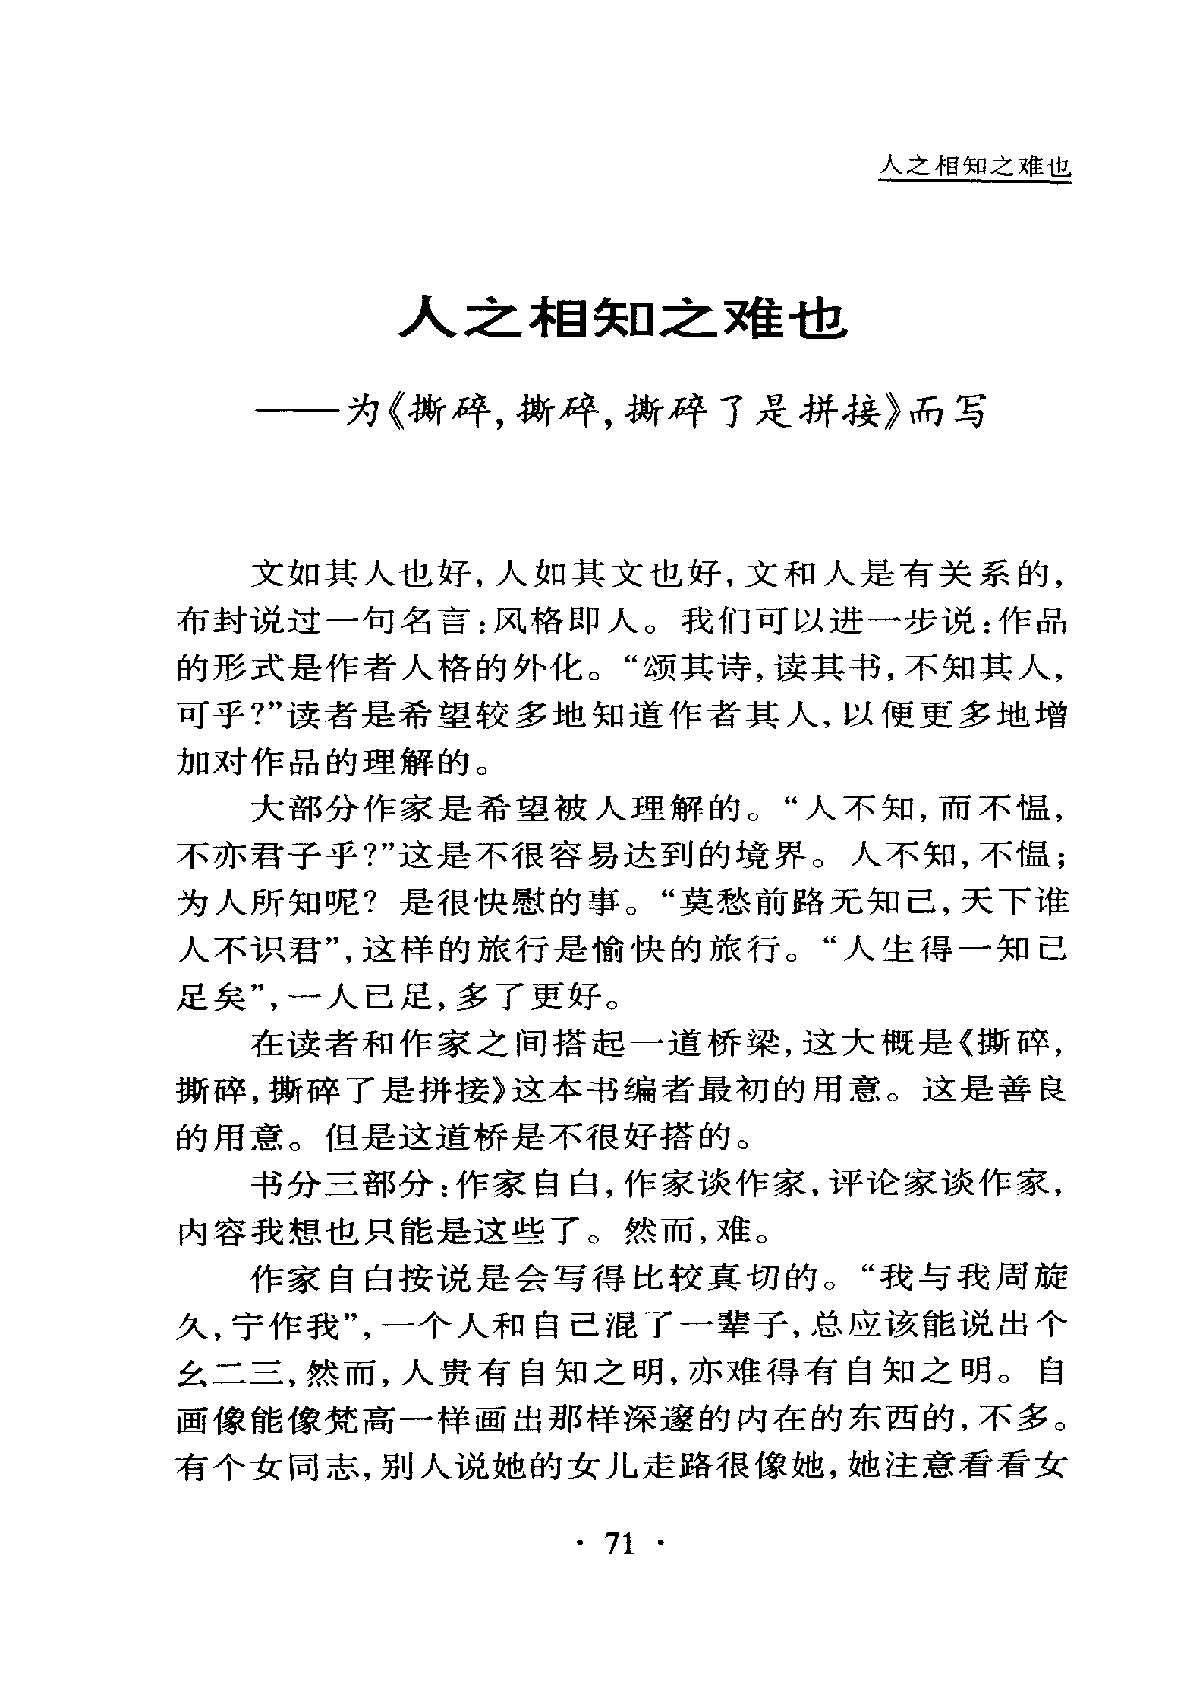 人之相知之难也
人之相知之难也
——为《撕碎,撕碎,撕碎了是拼接》而写
文如其人也好,人如其文也好,文和人是有关系的,
布封说过一句名言:风格即人。我们可以进一步说:作品
的形式是作者人格的外化。“颂其诗,读其书,不知其人,
可乎?”读者是希望较多地知道作者其人,以便更多地增
加对作品的理解的。
大部分作家是希望被人理解的。“人不知,而不愠,
不亦君子乎?”这是不很容易达到的境界。人不知,不愠;
为人所知呢? 是很快慰的事。“莫愁前路无知己,天下谁
人不识君”,这样的旅行是愉快的旅行。“人生得一知己
足矣”,一人已足,多了更好。
在读者和作家之间搭起一道桥梁,这大概是《撕碎,
撕碎,撕碎了是拼接》这本书编者最初的用意。这是善良
的用意。但是这道桥是不很好搭的。
书分三部分:作家自白,作家谈作家,评论家谈作家,
内容我想也只能是这些了。然而,难。
作家自白按说是会写得比较真切的。“我与我周旋
久,宁作我”,一个人和自己混了一辈子,总应该能说出个
幺二三,然而,人贵有自知之明,亦难得有自知之明。自
画像能像梵高一样画出那样深邃的内在的东西的,不多。
有个女同志,别人说她的女儿走路很像她,她注意看看女
· 71 ·